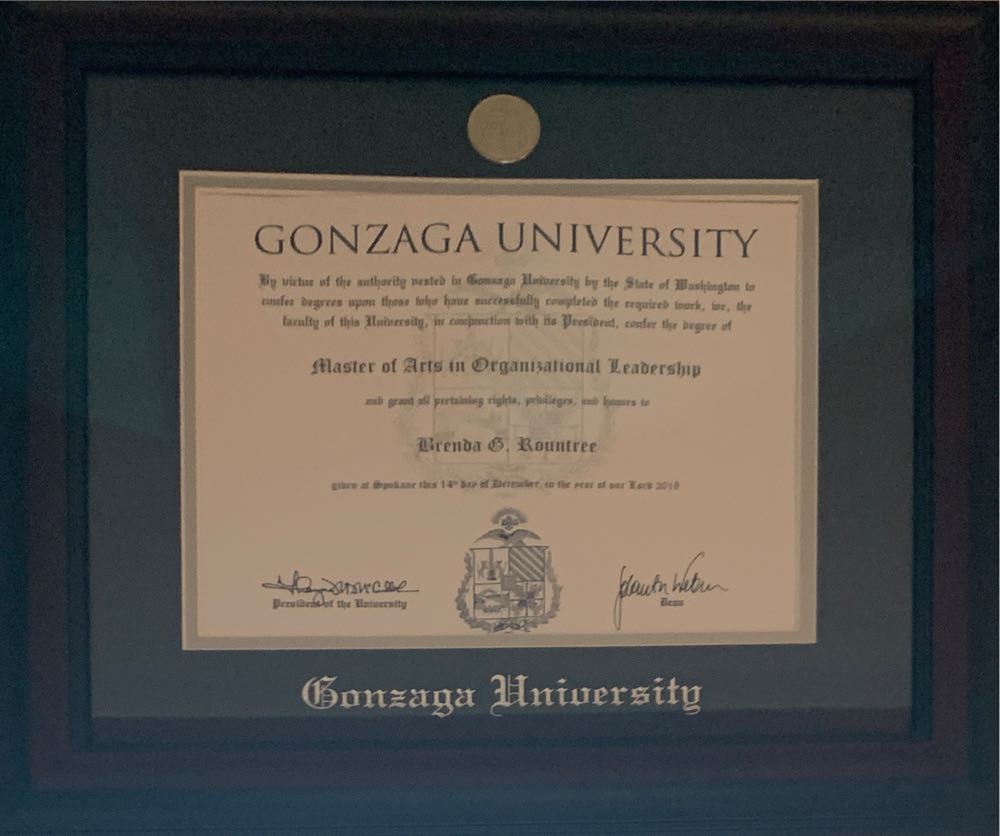 GONZAGA UNIVERSITY
By virtue of the authority vested in Gonzaga University by the State of Washington to
confer degrees upon those who have successfully completed the required work, we, the
faculty of this University, in conjunction with its President, confer the degree of
Master of Arts in Organizational Leadership
and grant all pertaining rights, privileges, and honors to
Brenda G. Rountree
given at Spokane this 14th day of December, in the year of our Lord
President of the University
Dean
Gonzaga University